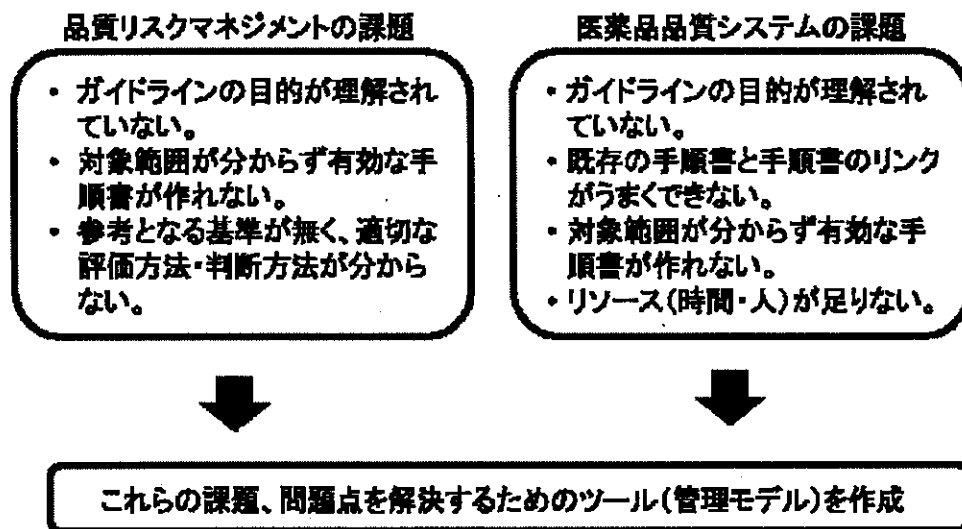 品質リスクマネジメントの課題
・ ガイドラインの目的が理解され
ていない。
・ 対象範囲が分からず有効な手
順書が作れない。
・ 参考となる基準が無く、適切な
評価方法・判断方法が分から
ない。
医薬品品質システムの課題
・ガイドラインの目的が理解され
ていない。
・既存の手順書と手順書のリンク
がうまくできない。
・対象範囲が分からず有効な手
順書が作れない。
・リソース(時間・人)が足りない。
これらの課題、問題点を解決するためのツール(管理モデル)を作成